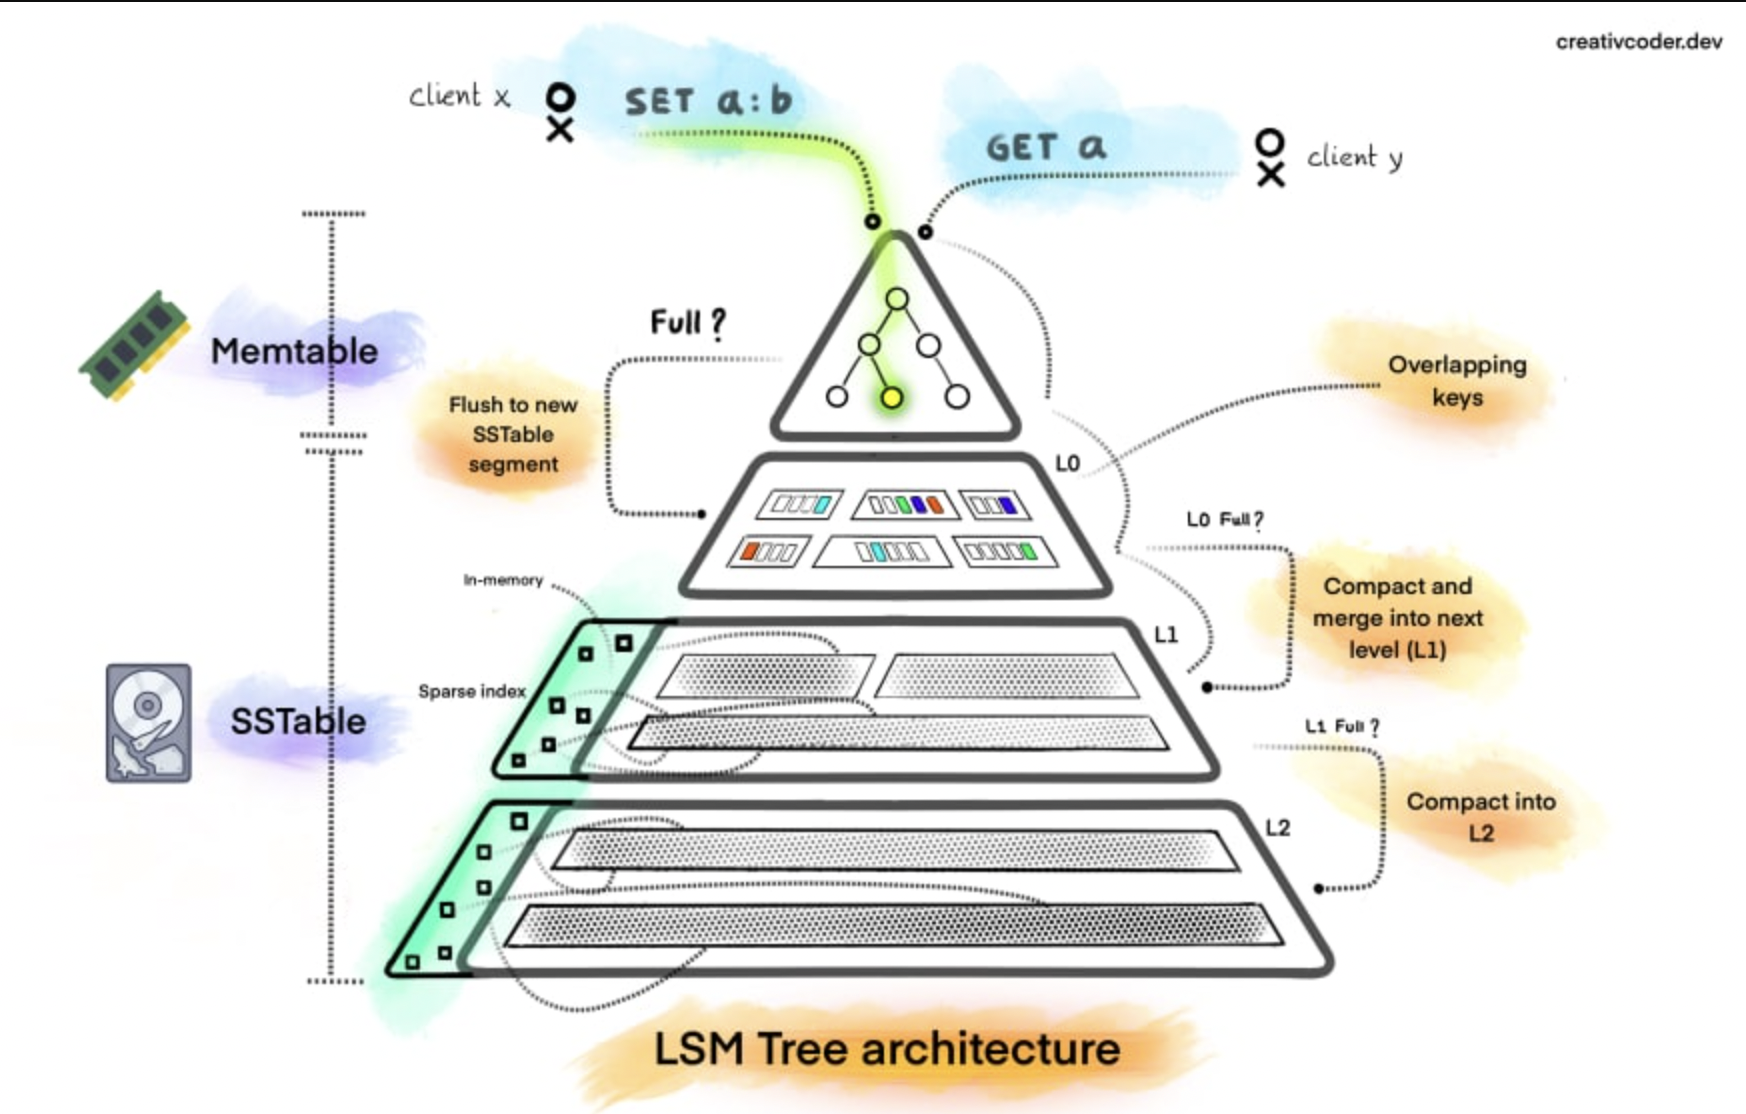 creativcoder.dev
client x
SET a:b
GET a
client y
Full ?
Memtable
Flush to new
SSTable
segment
Overlapping
keys
L0
L0 Full?
In-memory
Compact and
merge into next
level (L1)
L1
Sparse index
SSTable
L1 Full ?
Compact into
L2
L2
LSM Tree architecture